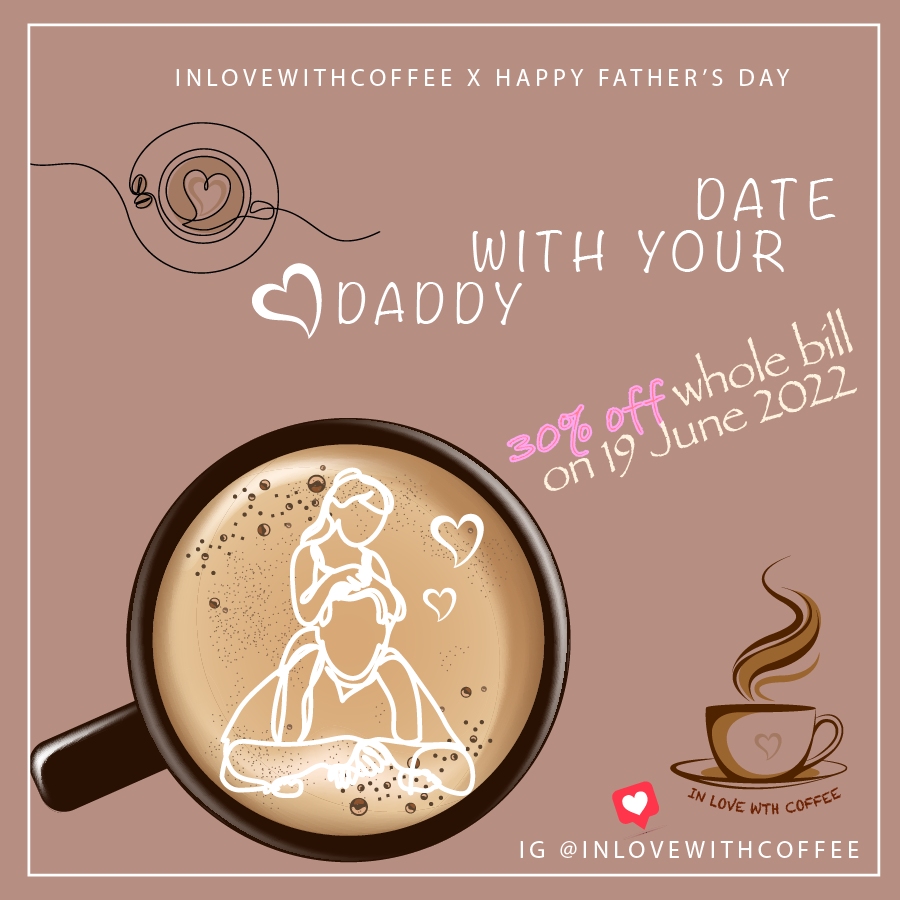 INLOVEWITHCOFFEE X HAPPY FATHER'S DAY
DATE
WITH YOUR
DADDY
30% off whole bill
on 19 June 2022
IN LOVE WTH COFFEE
IG @INLOVEWITHCOFFEE